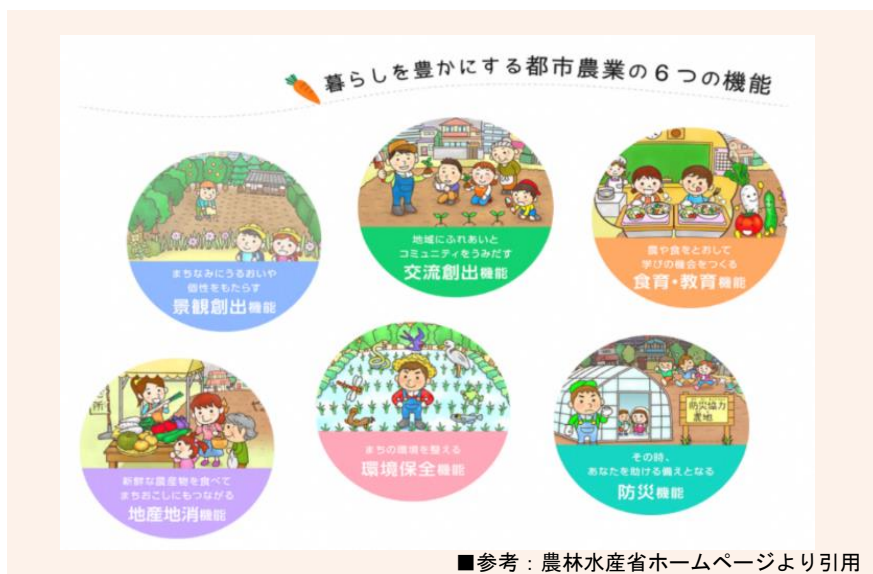 暮らしを豊かにする都市農業の6つの機能
まちなみにうるおいや
個性をもたらす
景観創出機能
地域にふれあいと
コミュニティをうみだす
交流創出機能
農や食をとおして
学びの機会をつくる
食育・教育機能
所
新鮮な農産物を食べて
まちおこしにもつながる
地産地消機能
まちの環境を整える
環境保全機能
防災協力
農地
その時、
あなたを助ける備えとなる
防災機能
■参考：農林水産省ホームページより引用